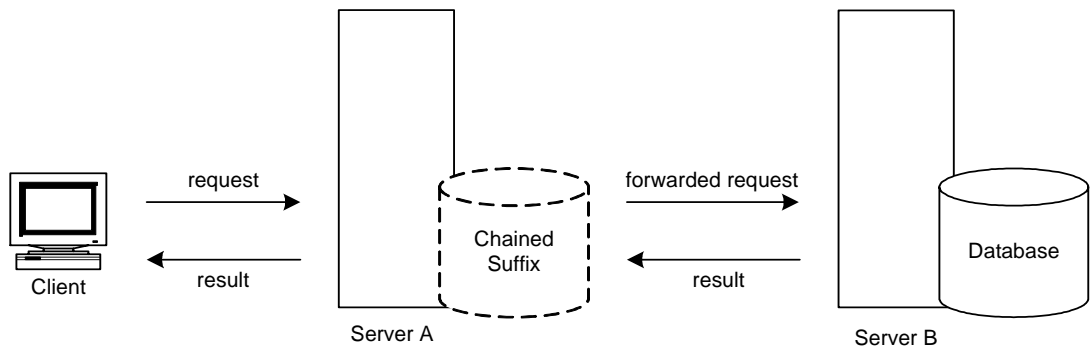 request
forwarded request
Chained
Suffix
Database
result
result
Client
Server A
Server B